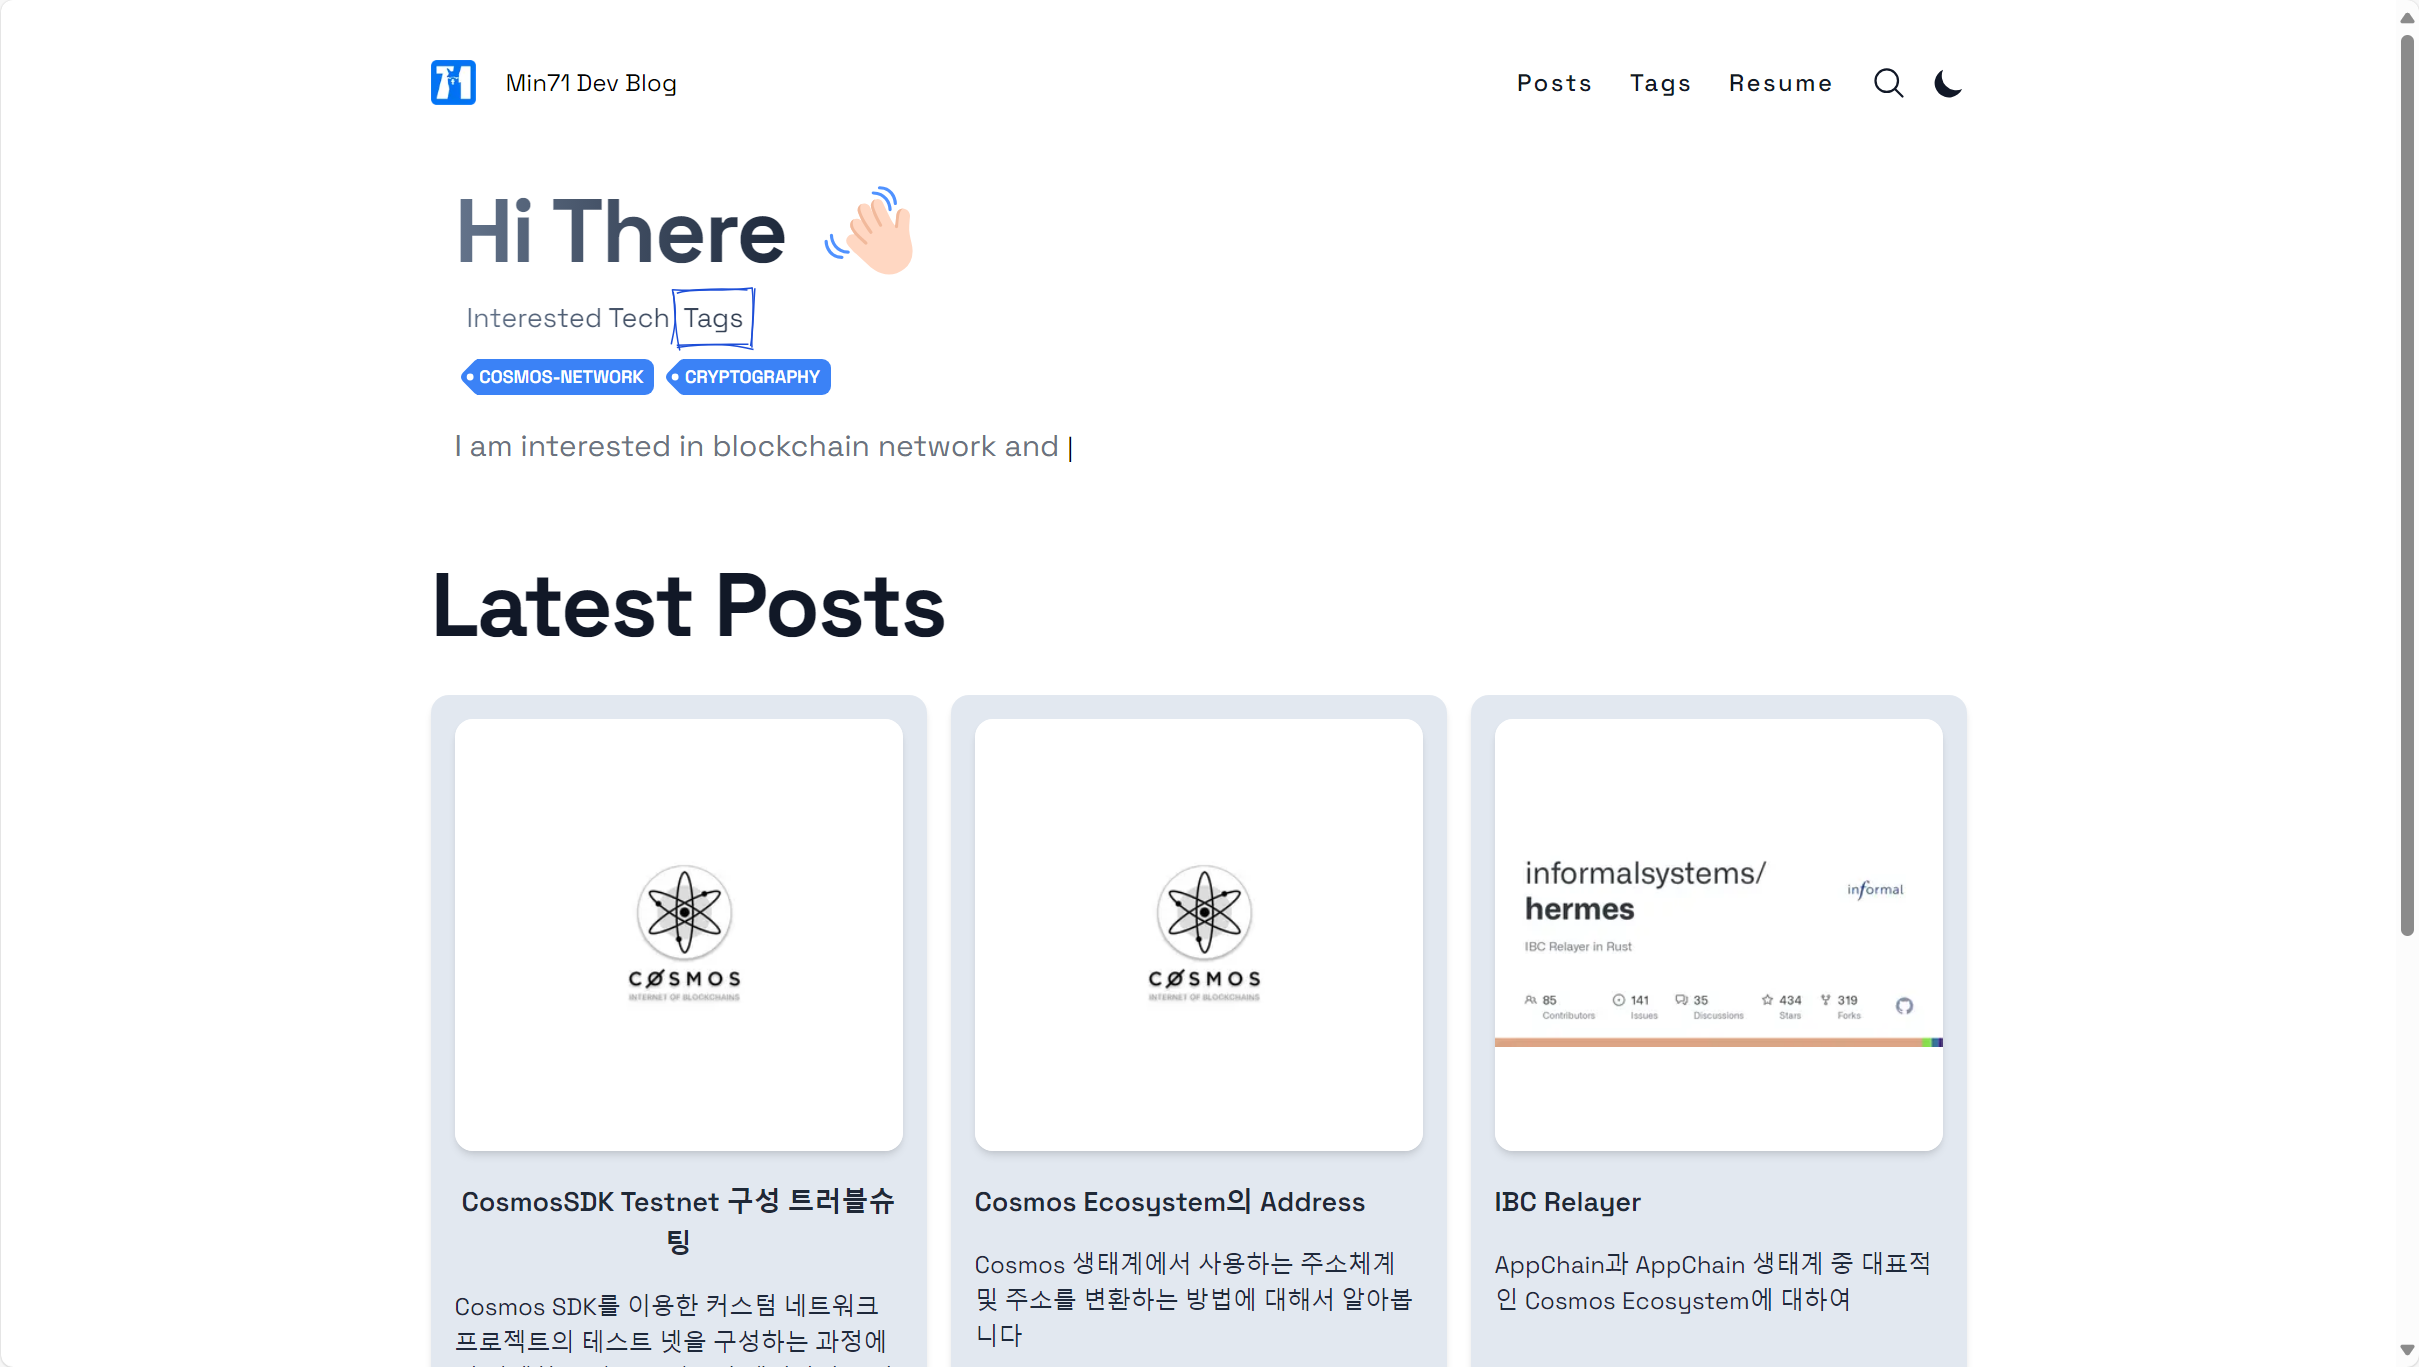 71
Min71 Dev Blog
Posts
Tags
Resume
Hi There
Interested Tech Tags
COSMOS-NETWORK
CRYPTOGRAPHY
I am interested in blockchain network and
Latest Posts
COSMOS
INTERNET OF BLOCKCHAINS
CosmosSDK Testnet 구성 트러블슈
팅
Cosmos SDK를 이용한 커스텀 네트워크
프로젝트의 테스트 넷을 구성하는 과정에
COSMOS
INTERNET OF BLOCKCHAINS
Cosmos Ecosystem의 Address
Cosmos 생태계에서 사용하는 주소체계
및 주소를 변환하는 방법에 대해서 알아봅
니다
informalsystems/
hermes
informal
IBC Relayer in Rust
85
Contributors
141
Issues
35
Discussions
434
Stars
319
Forks
IBC Relayer
AppChain과 AppChain 생태계 중 대표적
인 Cosmos Ecosystem에 대하여